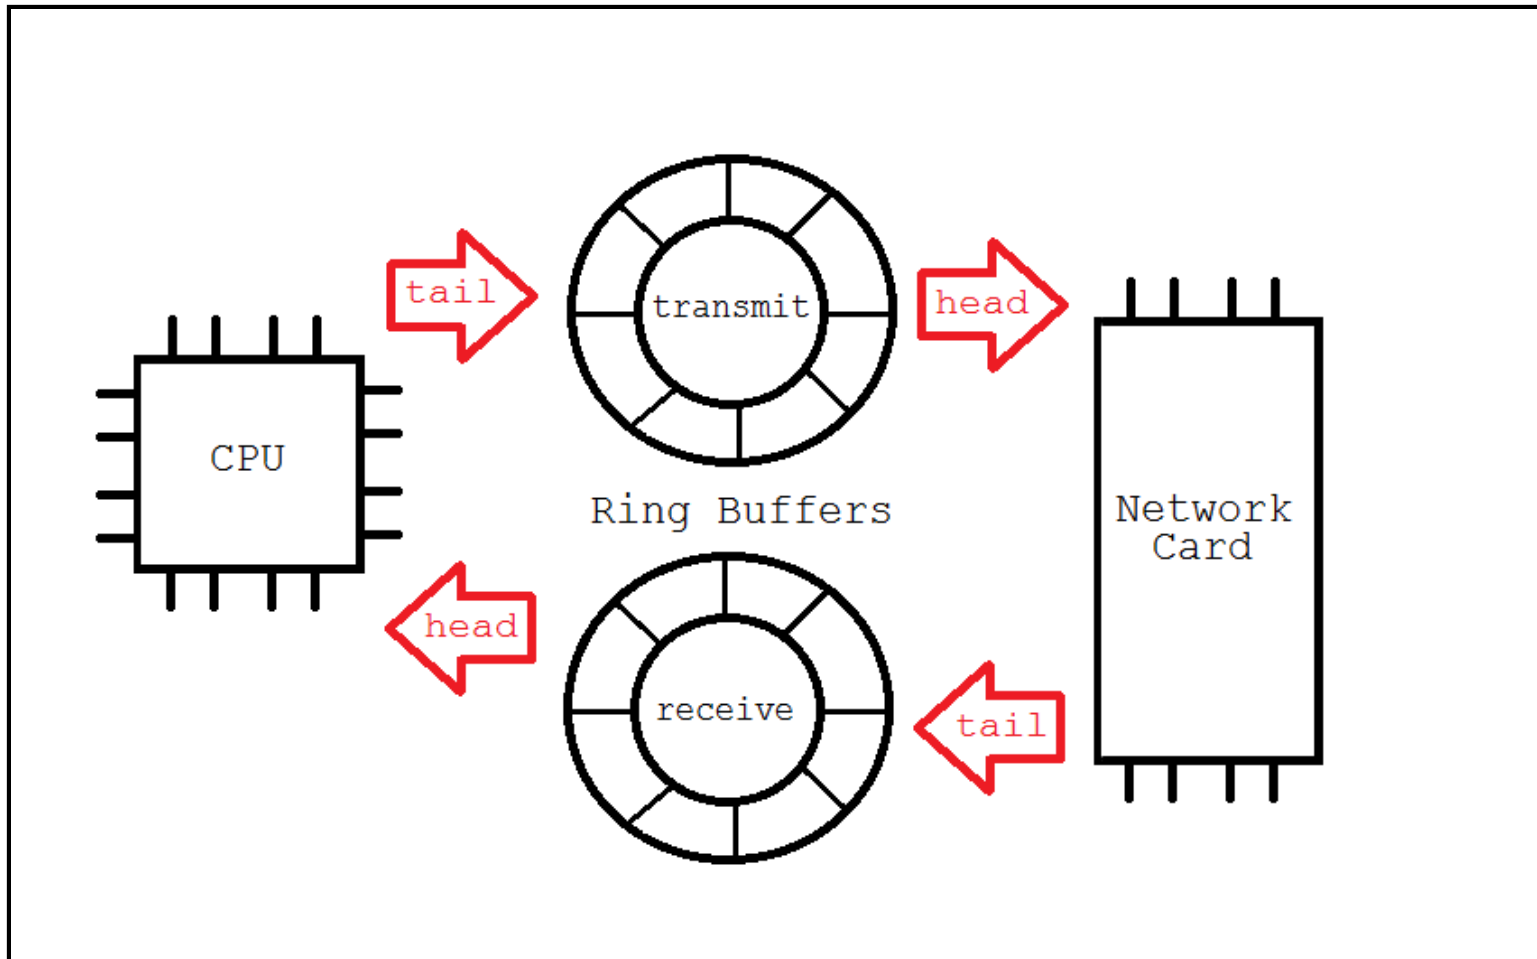 tail
transmit
head
CPU
Ring Buffers
Network
Card
head
receive
tail